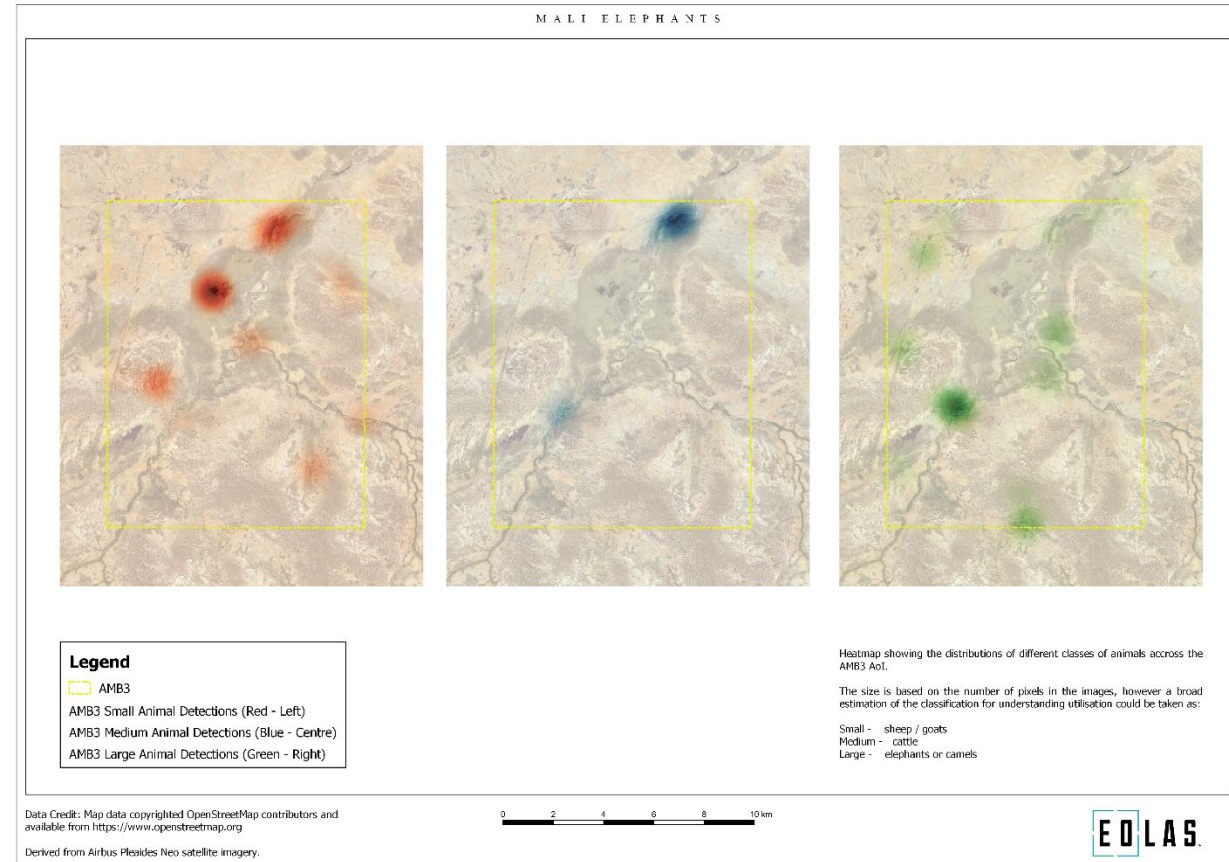 MALI ELEPHANTS
Legend
AMB3
AMB3 Small Animal Detections (Red - Left)
AMB3 Medium Animal Detections (Blue - Centre)
AMB3 Large Animal Detections (Green - Right)
Heatmap showing the distributions of different classes of animals accross the
AMB3 AoI.
The size is based on the number of pixels in the images, however a broad
estimation of the classification for understanding utilisation could be taken as:
Small - sheep / goats
Medium - cattle
Large - elephants or camels
Data Credit: Map data copyrighted OpenStreetMap contributors and
available from https://www.openstreetmap.org
Derived from Airbus Pleaides Neo satellite imagery.
0 2 4 6 8 10 km
EOLAS.